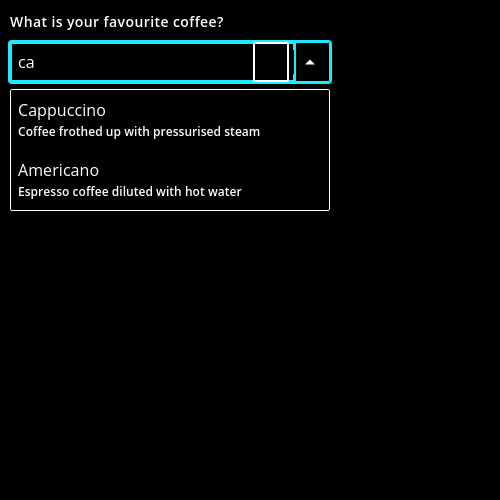 What is your favourite coffee?
ca
Cappuccino
Coffee frothed up with pressurised steam
Americano
Espresso coffee diluted with hot water